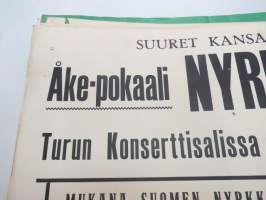 SUURET KANSA
Åke-pokaali NYR
Turun Konserttisalissa
MUKANA SUOMEN NYRKK